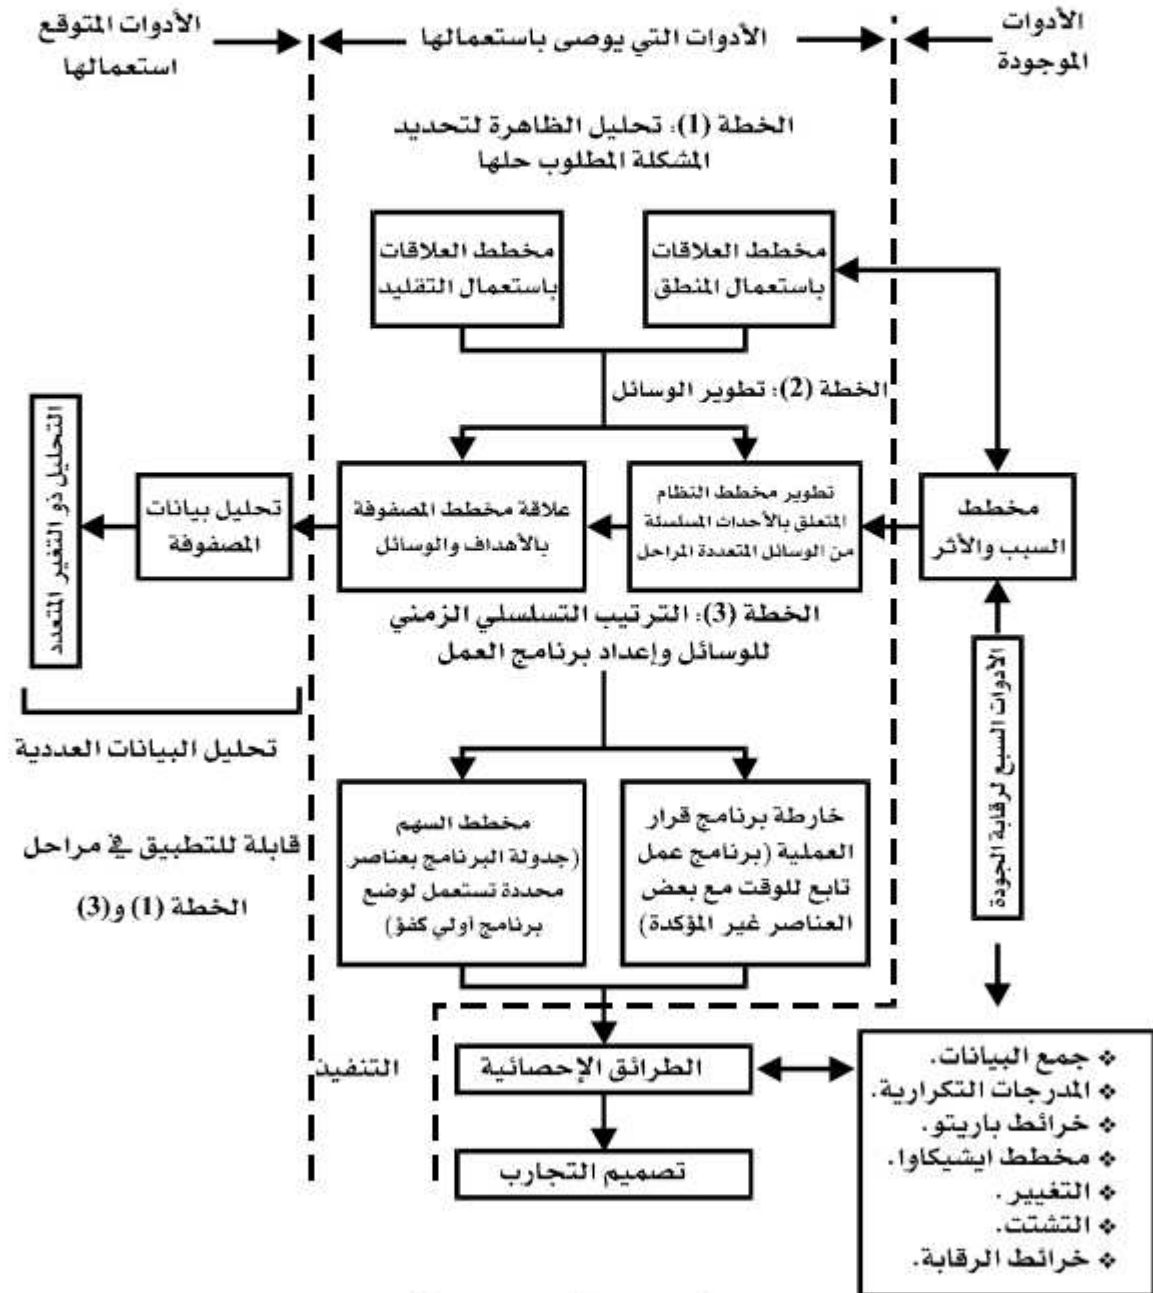 الأدوات
الموجودة
الأدوات التي يوصى باستعمالها
الأدوات المتوقع
استعمالها
الخطة (1): تحليل الظاهرة لتحديد
المشكلة المطلوب حلها
مخطط العلاقات
باستعمال المنطق
مخطط العلاقات
باستعمال التقليد
الخطة (2): تطوير الوسائل
مخطط
السبب والأثر
تطوير مخطط النظام
المتعلق بالأحداث المسلسلة
من الوسائل المتعددة المراحل
علاقة مخطط المصفوفة
بالأهداف والوسائل
تحليل بيانات
المصفوفة
التحليل ذو التغير المتعدد
الخطة (3): الترتيب التسلسلي الزمني
للوسائل وإعداد برنامج العمل
الأدوات السبع لرقابة الجودة
تحليل البيانات العددية
خارطة برنامج قرار
العملية (برنامج عمل
تابع للوقت مع بعض
العناصر غير المؤكدة)
مخطط السهم
(جدولة البرنامج بعناصر
محددة تستعمل لوضع
برنامج أولي كفؤ)
قابلة للتطبيق في مراحل
الخطة (1) و(3)
❖ جمع البيانات.
❖ المدرجات التكرارية.
❖ خرائط باريتو.
❖ مخطط ايشيكاوا.
❖ التغيير.
❖ التشتت.
❖ خرائط الرقابة.
الطرائق الإحصائية
التنفيذ
تصميم التجارب